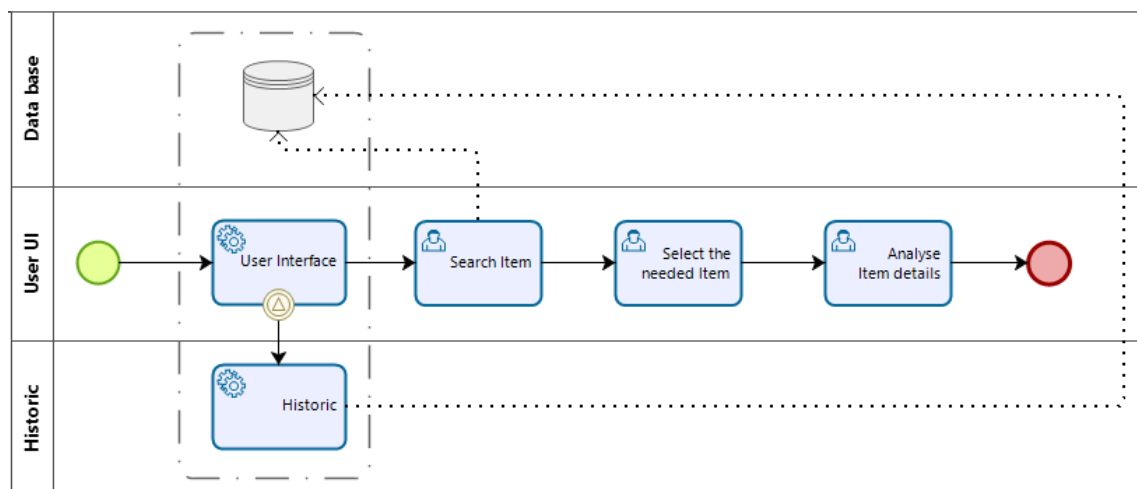 Data base
User UI
User Interface
Search Item
Select the
needed Item
Analyse
Item details
Historic
Historic